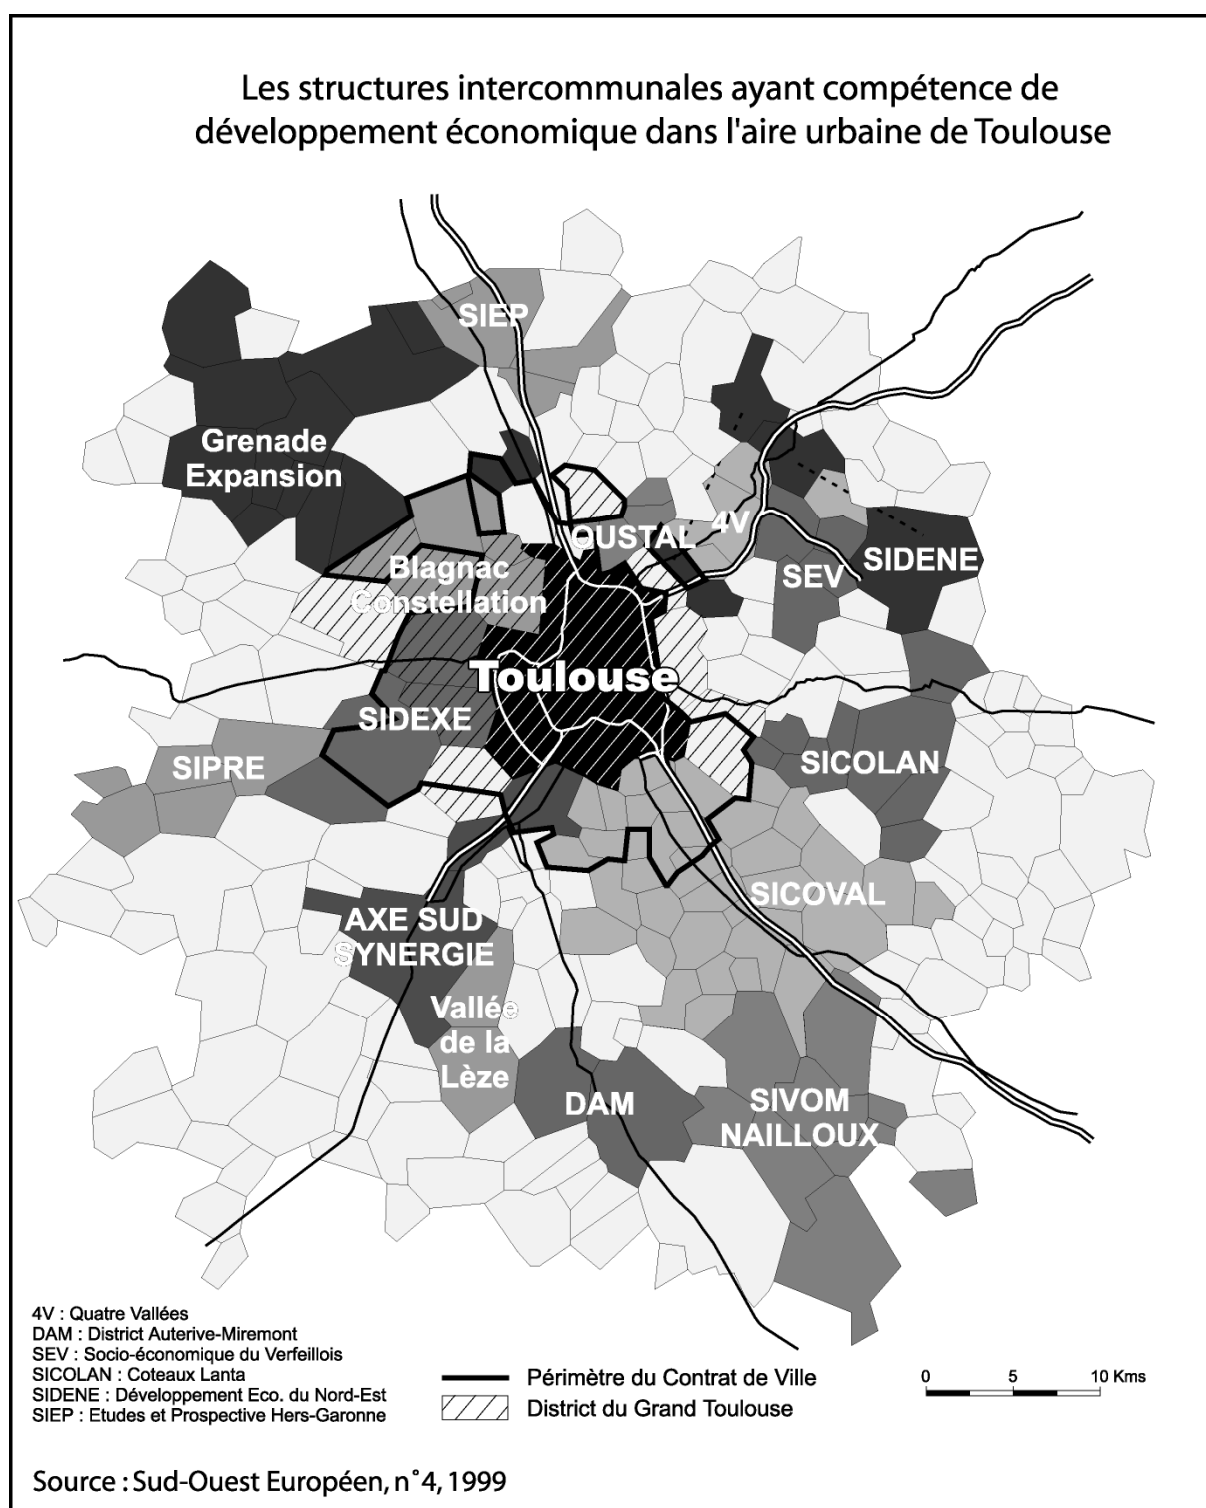 Les structures intercommunales ayant compétence de
développement économique dans l'aire urbaine de Toulouse
SIEP
Grenade
Expansion
OUSTAL
4V
SIDENE
SEV
Blagnac
Constellation
Toulouse
SIDEXE
SIPRE
SICOLAN
SICOVAL
AXE SUD
SYNERGIE
Vallée
de la
Lèze
DAM
SIVOM
NAILLOUX
4V : Quatre Vallées
DAM : District Auterive-Miremont
SEV : Socio-économique du Verfeillois
SICOLAN : Coteaux Lanta
SIDENE : Développement Eco. du Nord-Est
SIEP : Etudes et Prospective Hers-Garonne
Périmètre du Contrat de Ville
District du Grand Toulouse
0 5 10 Kms
Source : Sud-Ouest Européen, n°4, 1999